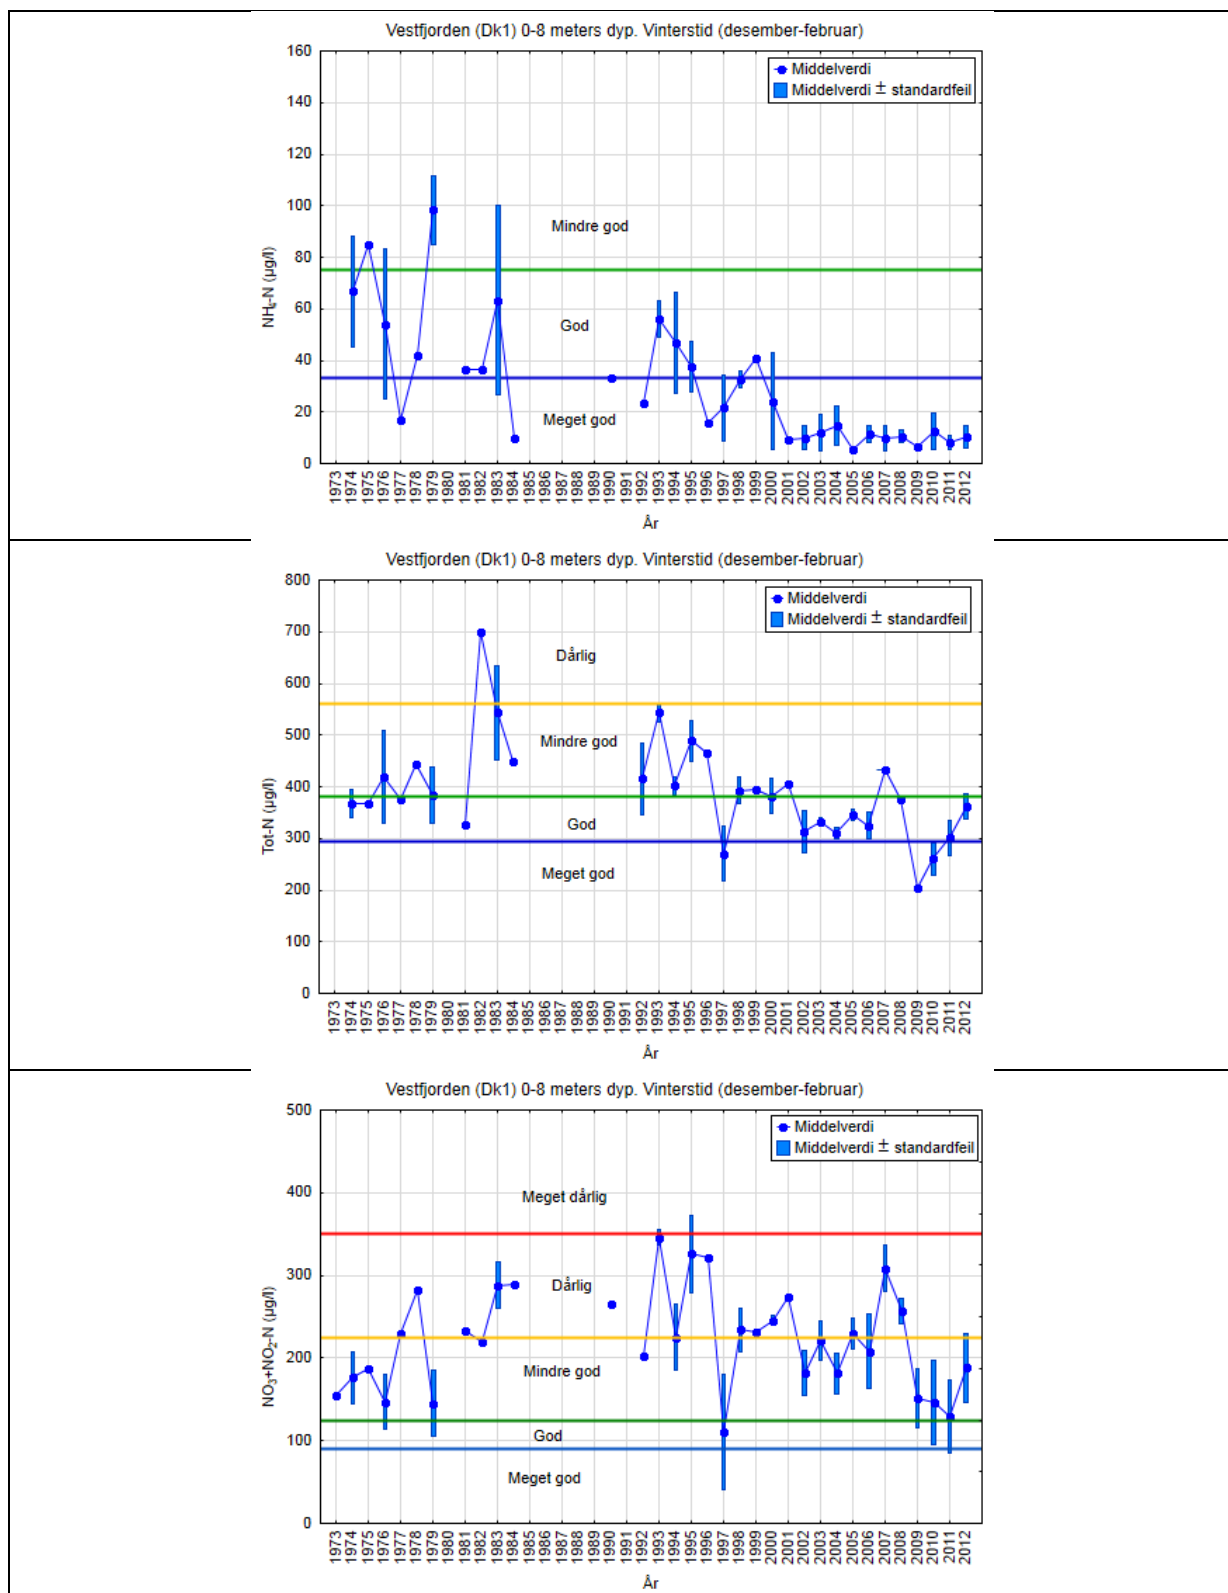 Vestfjorden (Dk1) 0-8 meters dyp. Vinterstid (desember-februar)
160
Middelverdi
Middelverdi ± standardfeil
140
120
100
Mindre god
80
NH₄-N (µg/l)
60
God
40
Meget god
20
0
1973 1974 1975 1976 1977 1978 1979 1980 1981 1982 1983 1984 1985 1986 1987 1988 1989 1990 1991 1992 1993 1994 1995 1996 1997 1998 1999 2000 2001 2002 2003 2004 2005 2006 2007 2008 2009 2010 2011 2012
År
Vestfjorden (Dk1) 0-8 meters dyp. Vinterstid (desember-februar)
800
Middelverdi
Middelverdi ± standardfeil
700
Dårlig
600
500
Mindre god
400
Tot-N (µg/l)
God
300
Meget god
200
100
0
1973 1974 1975 1976 1977 1978 1979 1980 1981 1982 1983 1984 1985 1986 1987 1988 1989 1990 1991 1992 1993 1994 1995 1996 1997 1998 1999 2000 2001 2002 2003 2004 2005 2006 2007 2008 2009 2010 2011 2012
År
Vestfjorden (Dk1) 0-8 meters dyp. Vinterstid (desember-februar)
500
Middelverdi
Middelverdi ± standardfeil
400
Meget dårlig
300
Dårlig
NO₃+NO₂-N (µg/l)
200
Mindre god
100
God
Meget god
0
1973 1974 1975 1976 1977 1978 1979 1980 1981 1982 1983 1984 1985 1986 1987 1988 1989 1990 1991 1992 1993 1994 1995 1996 1997 1998 1999 2000 2001 2002 2003 2004 2005 2006 2007 2008 2009 2010 2011 2012
År